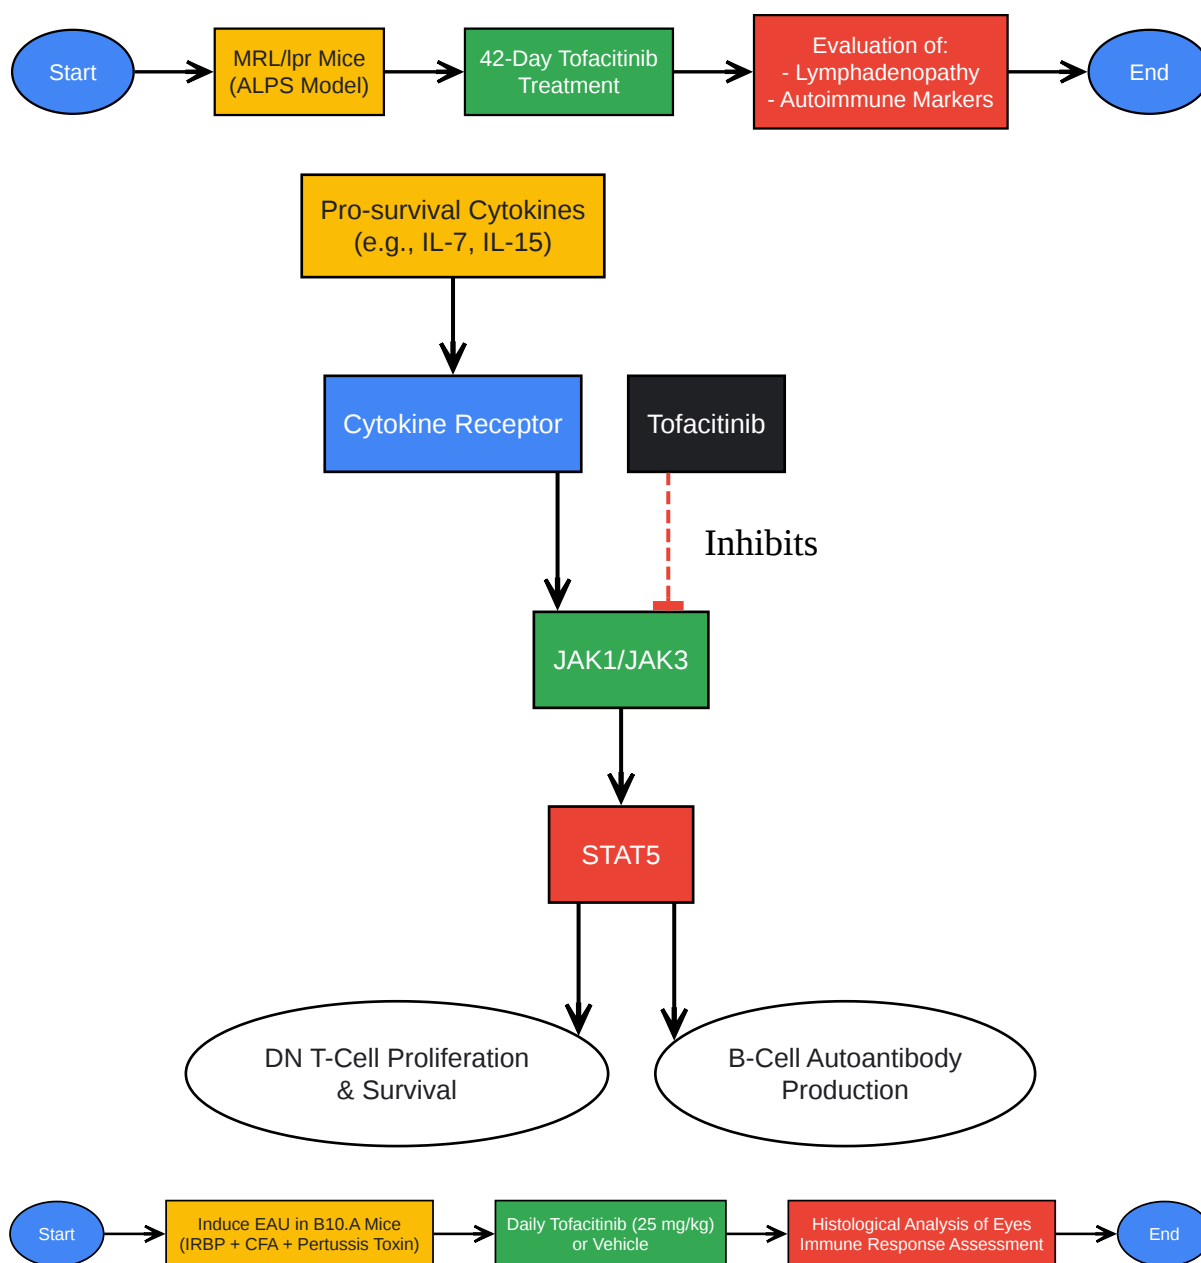 Start
MRL/lpr Mice
(ALPS Model)
42-Day Tofacitinib
Treatment
Evaluation of:
- Lymphadenopathy
- Autoimmune Markers
End
Pro-survival Cytokines
(e.g., IL-7, IL-15)
Cytokine Receptor
Tofacitinib
Inhibits
JAK1/JAK3
STAT5
DN T-Cell Proliferation
& Survival
B-Cell Autoantibody
Production
Start
Induce EAU in B10.A Mice
(IRBP + CFA + Pertussis Toxin)
Daily Tofacitinib (25 mg/kg)
or Vehicle
Histological Analysis of Eyes
Immune Response Assessment
End